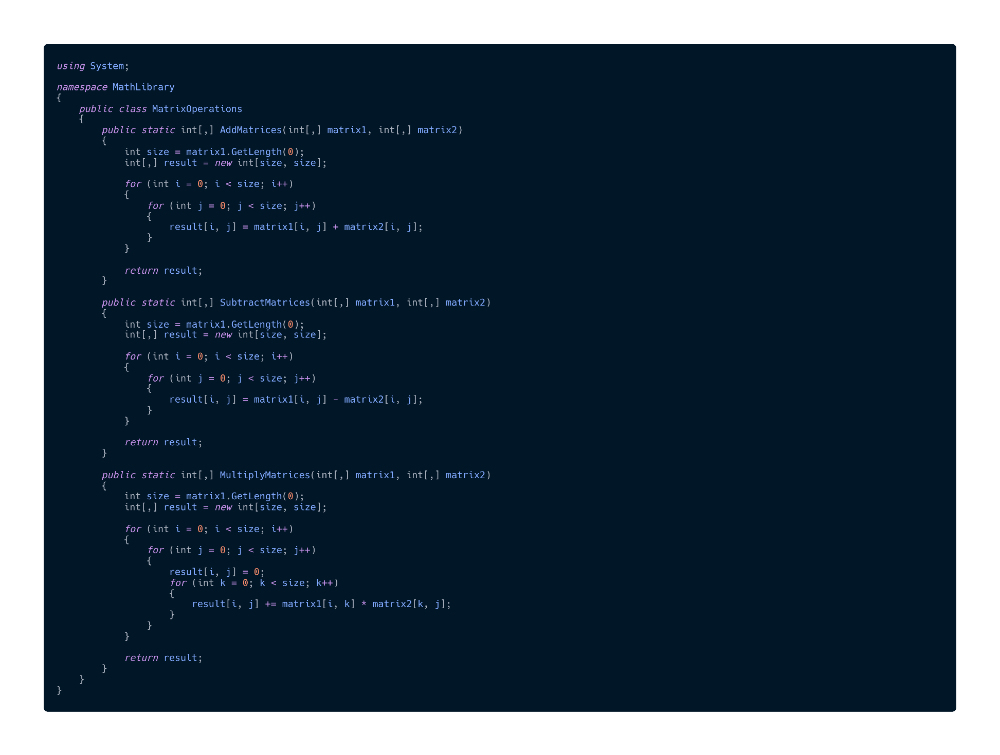 using System;

namespace MathLibrary
{
    public class MatrixOperations
    {
        public static int[,] AddMatrices(int[,] matrix1, int[,] matrix2)
        {
            int size = matrix1.GetLength(0);
            int[,] result = new int[size, size];

            for (int i = 0; i < size; i++)
            {
                for (int j = 0; j < size; j++)
                {
                    result[i, j] = matrix1[i, j] + matrix2[i, j];
                }
            }

            return result;
        }

        public static int[,] SubtractMatrices(int[,] matrix1, int[,] matrix2)
        {
            int size = matrix1.GetLength(0);
            int[,] result = new int[size, size];

            for (int i = 0; i < size; i++)
            {
                for (int j = 0; j < size; j++)
                {
                    result[i, j] = matrix1[i, j] - matrix2[i, j];
                }
            }

            return result;
        }

        public static int[,] MultiplyMatrices(int[,] matrix1, int[,] matrix2)
        {
            int size = matrix1.GetLength(0);
            int[,] result = new int[size, size];

            for (int i = 0; i < size; i++)
            {
                for (int j = 0; j < size; j++)
                {
                    result[i, j] = 0;
                    for (int k = 0; k < size; k++)
                    {
                        result[i, j] += matrix1[i, k] * matrix2[k, j];
                    }
                }
            }

            return result;
        }
    }
}